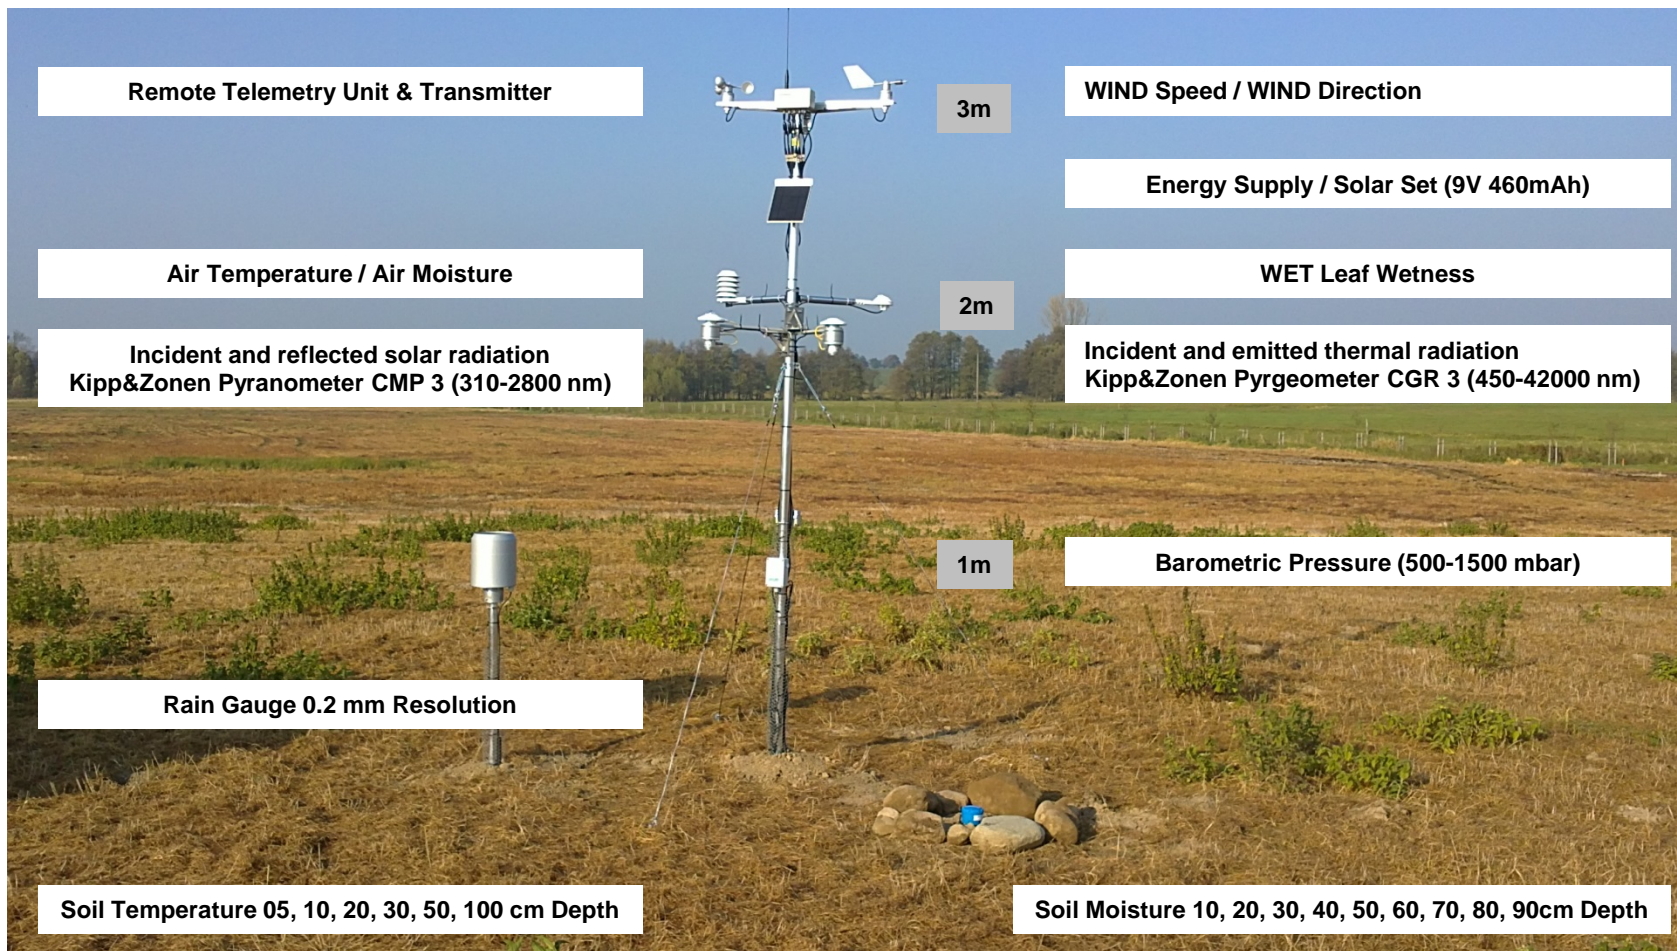 Remote Telemetry Unit & Transmitter
3m
WIND Speed / WIND Direction
Energy Supply / Solar Set (9V 460mAh)
Air Temperature / Air Moisture
2m
WET Leaf Wetness
Incident and reflected solar radiation
Kipp&Zonen Pyranometer CMP 3 (310-2800 nm)
Incident and emitted thermal radiation
Kipp&Zonen Pyrgeometer CGR 3 (450-42000 nm)
1m
Barometric Pressure (500-1500 mbar)
Rain Gauge 0.2 mm Resolution
Soil Temperature 05, 10, 20, 30, 50, 100 cm Depth
Soil Moisture 10, 20, 30, 40, 50, 60, 70, 80, 90cm Depth